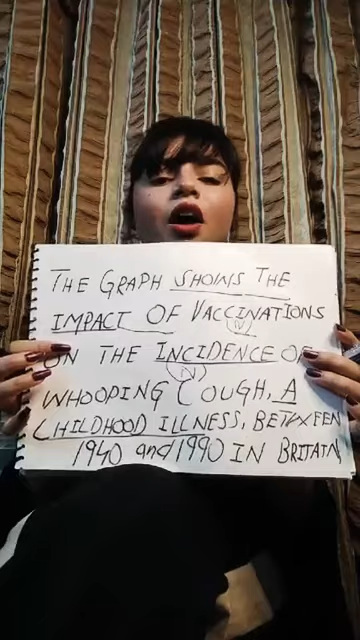 THE GRAPH SHOWS THE
IMPACT OF VACCINATIONS
(N)
ON THE INCIDENCE OF
(N)
WHOOPING COUGH, A
CHILDHOOD ILLNESS, BETWEEN
1940 and 1990 IN BRITAIN